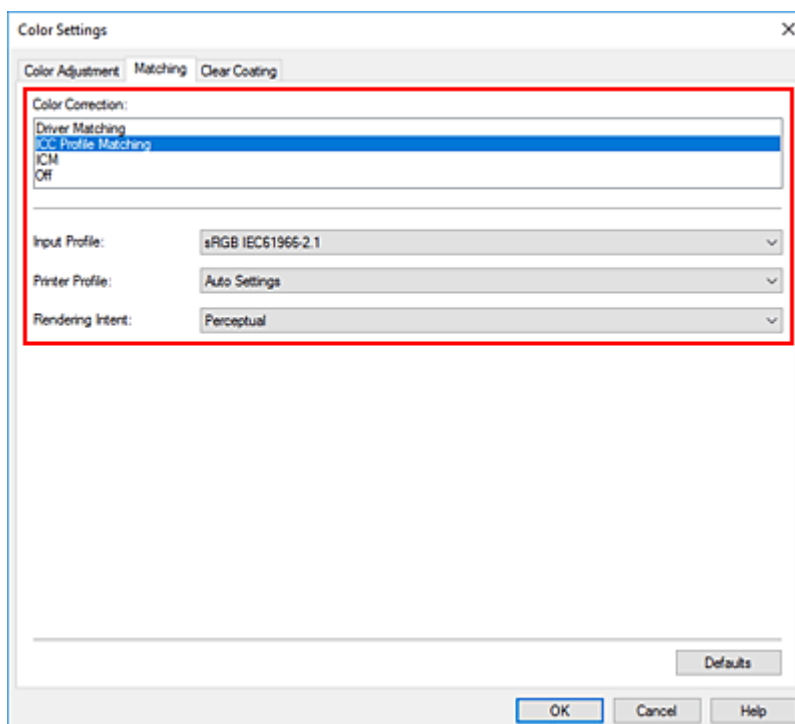 Color Settings
Color Adjustment Matching Clear Coating
Color Correction:
Driver Matching
ICC Profile Matching
ICM
Off
Input Profile: sRGB IEC61966-2.1
Printer Profile: Auto Settings
Rendering Intent: Perceptual
Defaults
OK Cancel Help